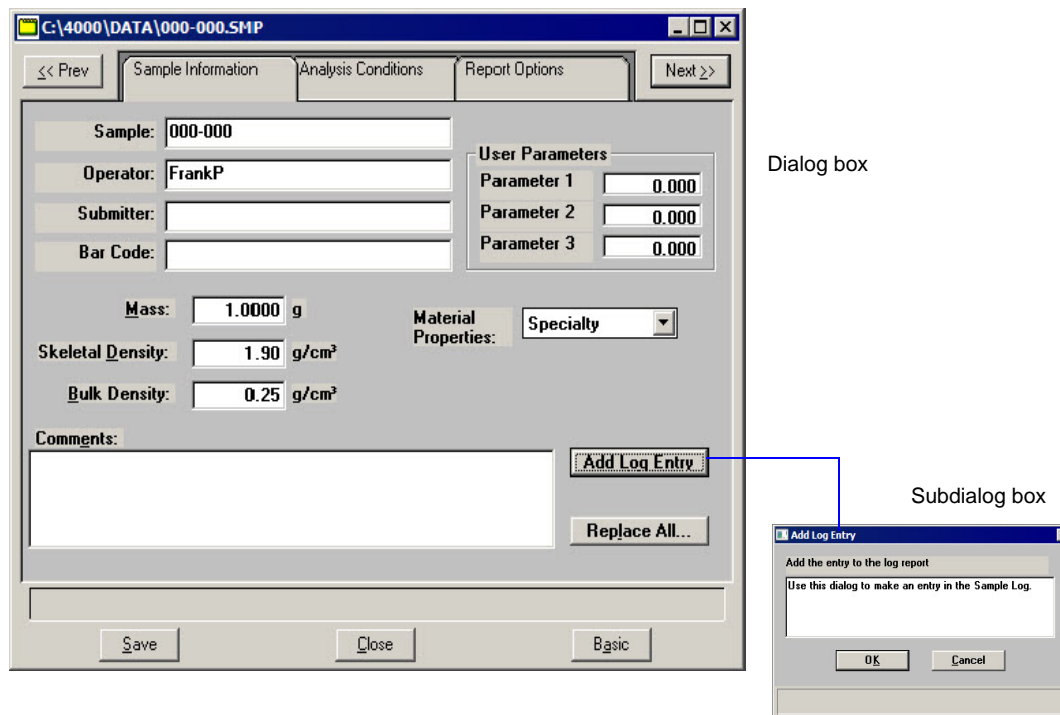 C:\4000\DATA\000-000.SMP
<< Prev
Sample Information
Analysis Conditions
Report Options
Next >>
Sample: 000-000
Operator: FrankP
Submitter:
Bar Code:
User Parameters
Parameter 1 0.000
Parameter 2 0.000
Parameter 3 0.000
Dialog box
Mass: 1.0000 g
Skeletal Density: 1.90 g/cm³
Bulk Density: 0.25 g/cm³
Material
Properties:
Specialty
Comments:
Add Log Entry
Replace All...
Save
Close
Basic
Subdialog box
Add Log Entry
Add the entry to the log report
Use this dialog to make an entry in the Sample Log.
OK
Cancel